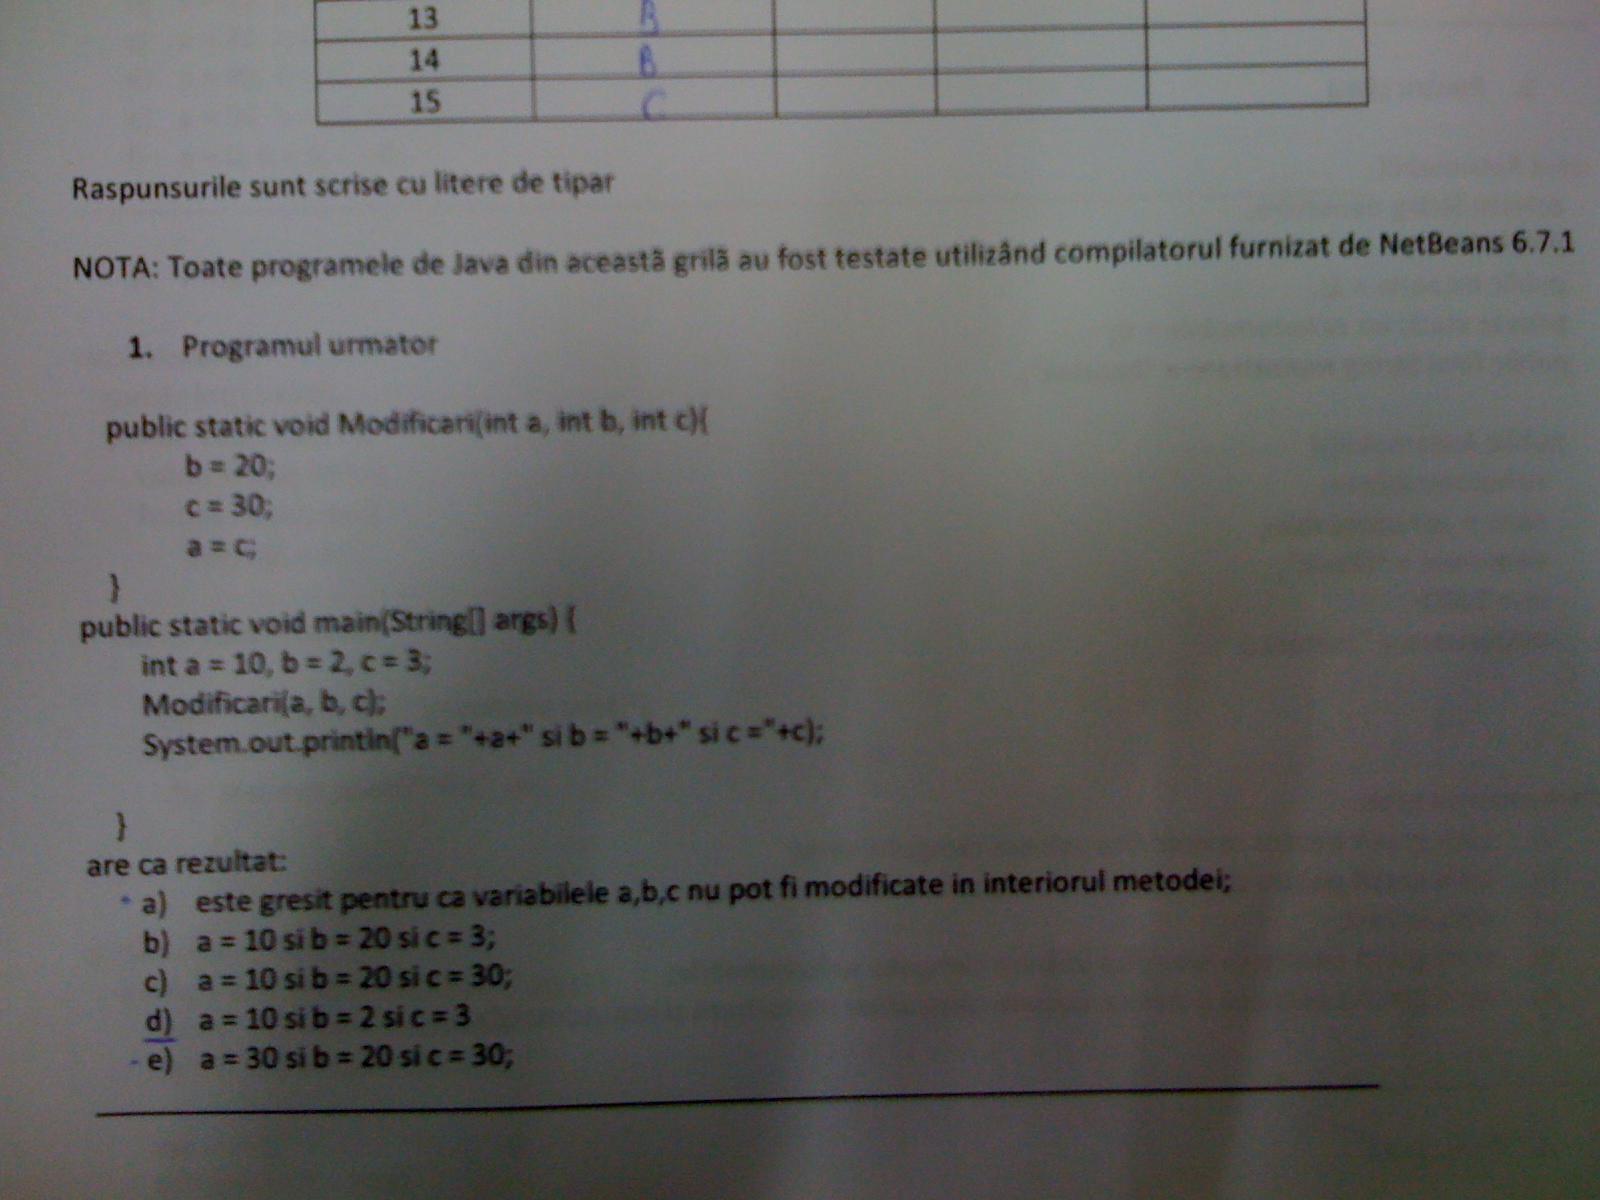 13 B
14 B
15 C
Raspunsurile sunt scrise cu litere de tipar
NOTA: Toate programele de Java din această grilă au fost testate utilizând compilatorul furnizat de NetBeans 6.7.1
1. Programul urmator
public static void Modificari(int a, int b, int c){
b = 20;
c = 30;
a = c;
}
public static void main(String[] args) {
int a = 10, b = 2, c = 3;
Modificari(a, b, c);
System.out.println("a = "+a+" si b = "+b+" si c ="+c);
}
are ca rezultat:
a) este gresit pentru ca variabilele a,b,c nu pot fi modificate in interiorul metodei;
b) a = 10 si b = 20 si c = 3;
c) a = 10 si b = 20 si c = 30;
d) a = 10 si b = 2 si c = 3
e) a = 30 si b = 20 si c = 30;